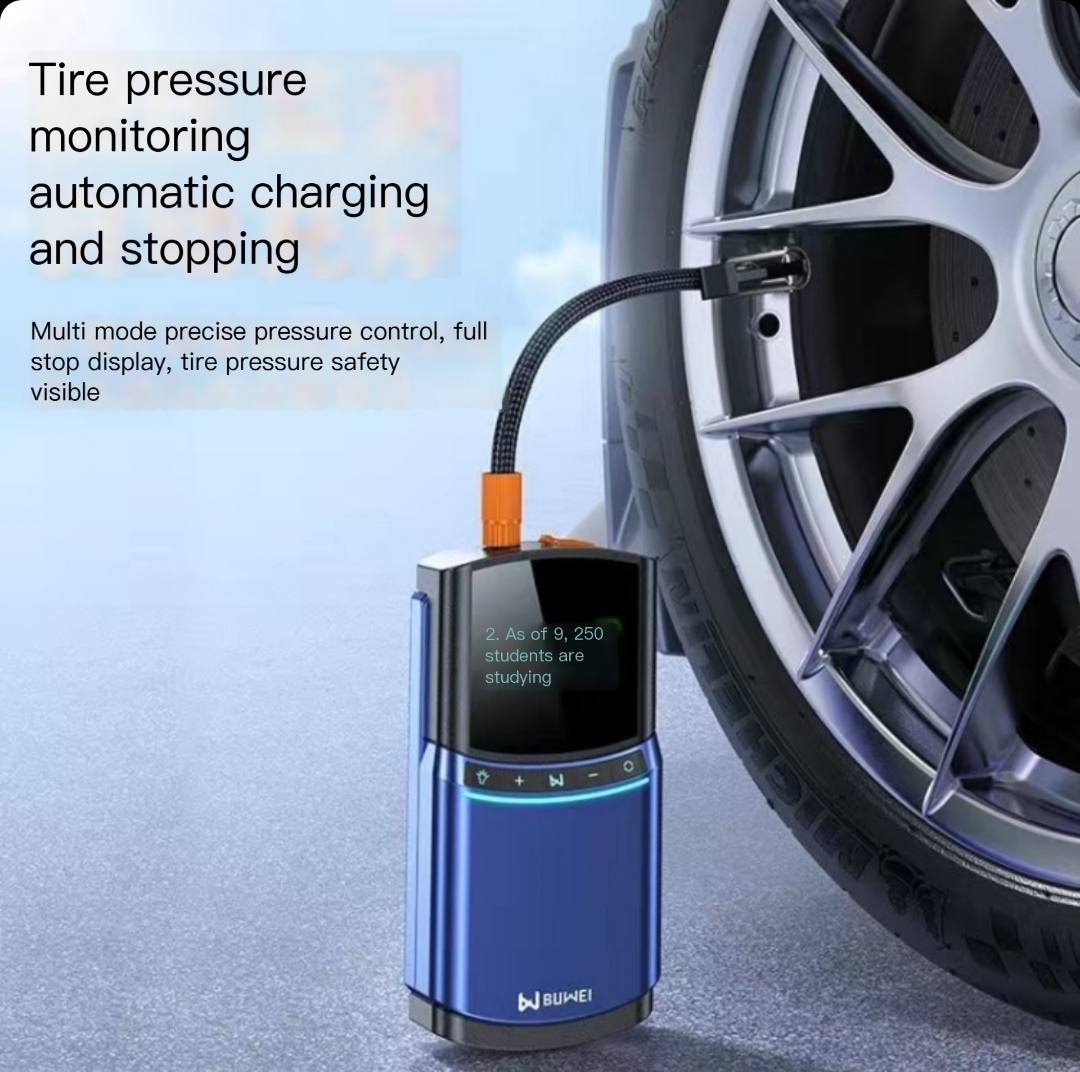 Tire pressure
monitoring
automatic charging
and stopping
Multi mode precise pressure control, full
stop display, tire pressure safety
visible
2. As of 9, 250
students are
studying
BUWEI
MICHELIN